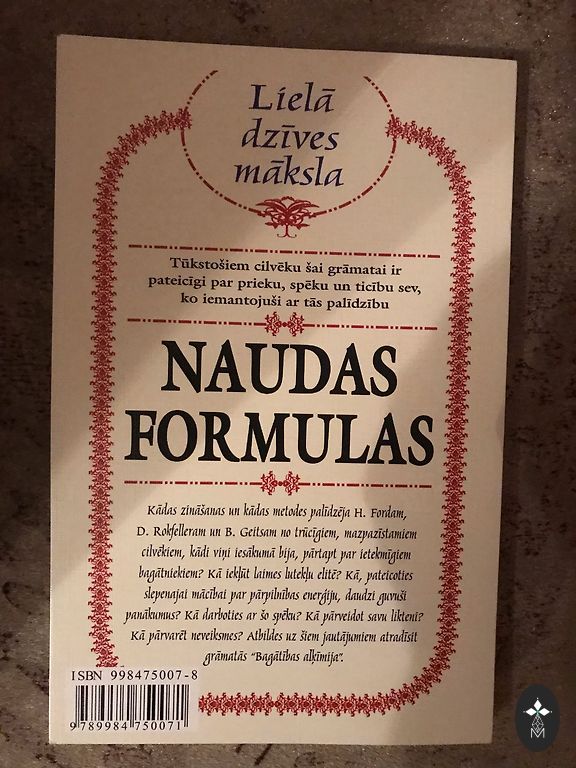 Lielā
dzīves
māksla
Tūkstošiem cilvēku šai grāmatai ir
pateicīgi par prieku, spēku un ticību sev,
ko iemantojuši ar tās palīdzību
NAUDAS
FORMULAS
Kādas zināšanas un kādas metodes palīdzēja H. Fordam,
D. Rokfelleram un B. Geitsam no trūcīgiem, mazpazīstamiem
cilvēkiem, kādi viņi iesākumā bija, pārtapt par ietekmīgiem
bagātniekiem? Kā iekļūt laimes lutekļu elitē? Kā, pateicoties
slepenajai mācībai par pārpilnības enerģiju, daudzi guvuši
panākumus? Kā darboties ar šo spēku? Kā pārveidot savu likteni?
Kā pārvarēt neveiksmes? Atbildes uz šiem jautājumiem atradīsit
grāmatās "Bagātības alķīmija".
ISBN 998475007-8
9789984750071